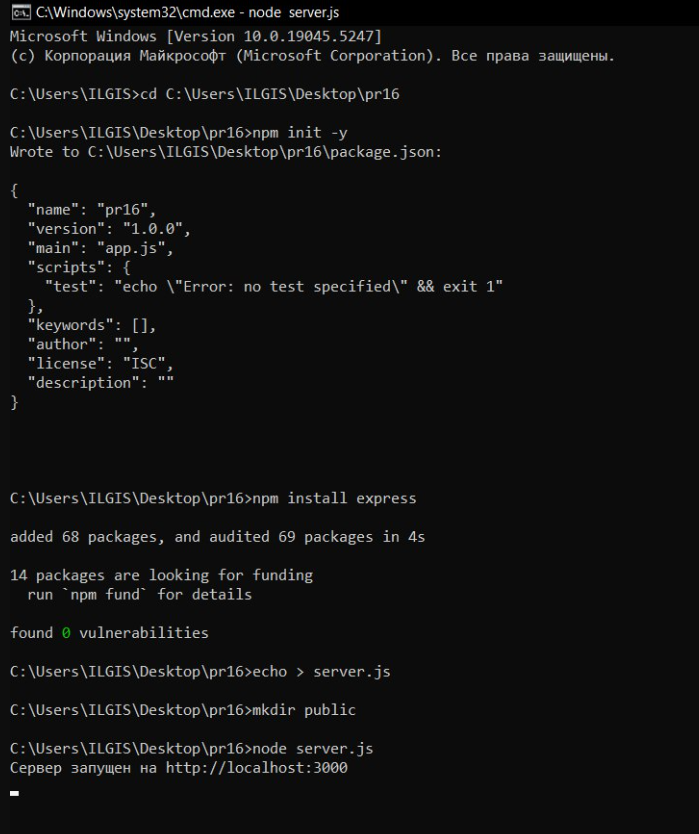 C:\Windows\system32\cmd.exe - node  server.js
Microsoft Windows [Version 10.0.19045.5247]
(c) Корпорация Майкрософт (Microsoft Corporation). Все права защищены.
C:\Users\ILGIS>cd C:\Users\ILGIS\Desktop\pr16
C:\Users\ILGIS\Desktop\pr16>npm init -y
Wrote to C:\Users\ILGIS\Desktop\pr16\package.json:
{
  "name": "pr16",
  "version": "1.0.0",
  "main": "app.js",
  "scripts": {
    "test": "echo \"Error: no test specified\" && exit 1"
  },
  "keywords": [],
  "author": "",
  "license": "ISC",
  "description": ""
}
C:\Users\ILGIS\Desktop\pr16>npm install express
added 68 packages, and audited 69 packages in 4s
14 packages are looking for funding
  run `npm fund` for details
found 0 vulnerabilities
C:\Users\ILGIS\Desktop\pr16>echo > server.js
C:\Users\ILGIS\Desktop\pr16>mkdir public
C:\Users\ILGIS\Desktop\pr16>node server.js
Сервер запущен на http://localhost:3000